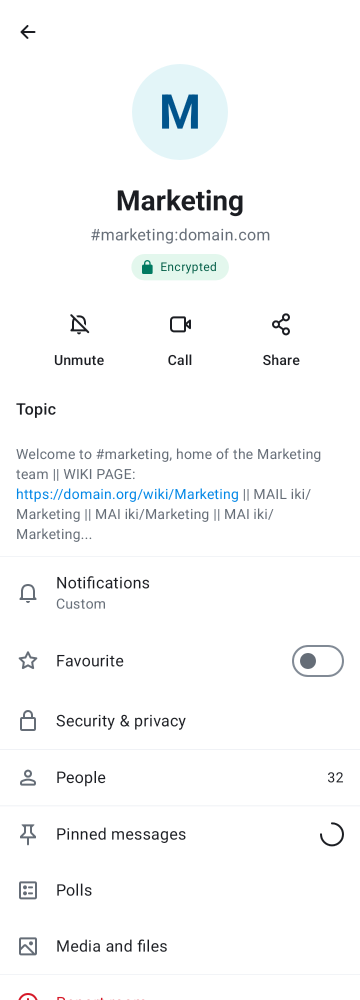 M
Marketing
#marketing:domain.com
Encrypted
Unmute
Call
Share
Topic
Welcome to #marketing, home of the Marketing
team || WIKI PAGE:
https://domain.org/wiki/Marketing || MAIL iki/
Marketing || MAI iki/Marketing || MAI iki/
Marketing...
Notifications
Custom
Favourite
Security & privacy
People 32
Pinned messages
Polls
Media and files